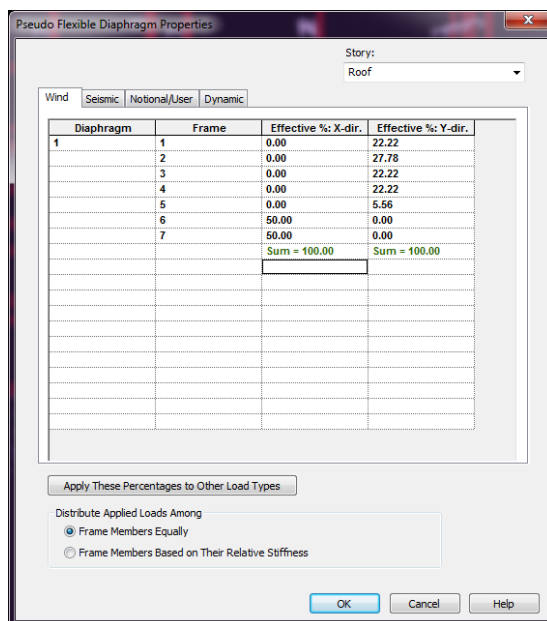 Pseudo Flexible Diaphragm Properties
Story:
Roof
Wind Seismic Notional/User Dynamic
Diaphragm Frame Effective %: X-dir. Effective %: Y-dir.
1 1 0.00 22.22
2 0.00 27.78
3 0.00 22.22
4 0.00 22.22
5 0.00 5.56
6 50.00 0.00
7 50.00 0.00
Sum = 100.00 Sum = 100.00
Apply These Percentages to Other Load Types
Distribute Applied Loads Among
Frame Members Equally
Frame Members Based on Their Relative Stiffness
OK Cancel Help